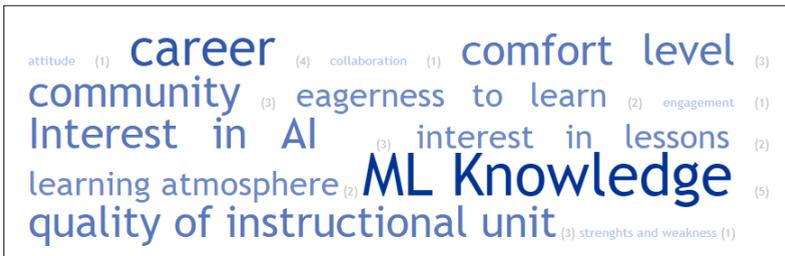 attitude (1) career (4) collaboration (1) comfort level (3)
community (3) eagerness to learn (2) engagement (1)
Interest in AI (3) interest in lessons (2)
learning atmosphere (2) ML Knowledge (5)
quality of instructional unit (3) strenghts and weakness (1)